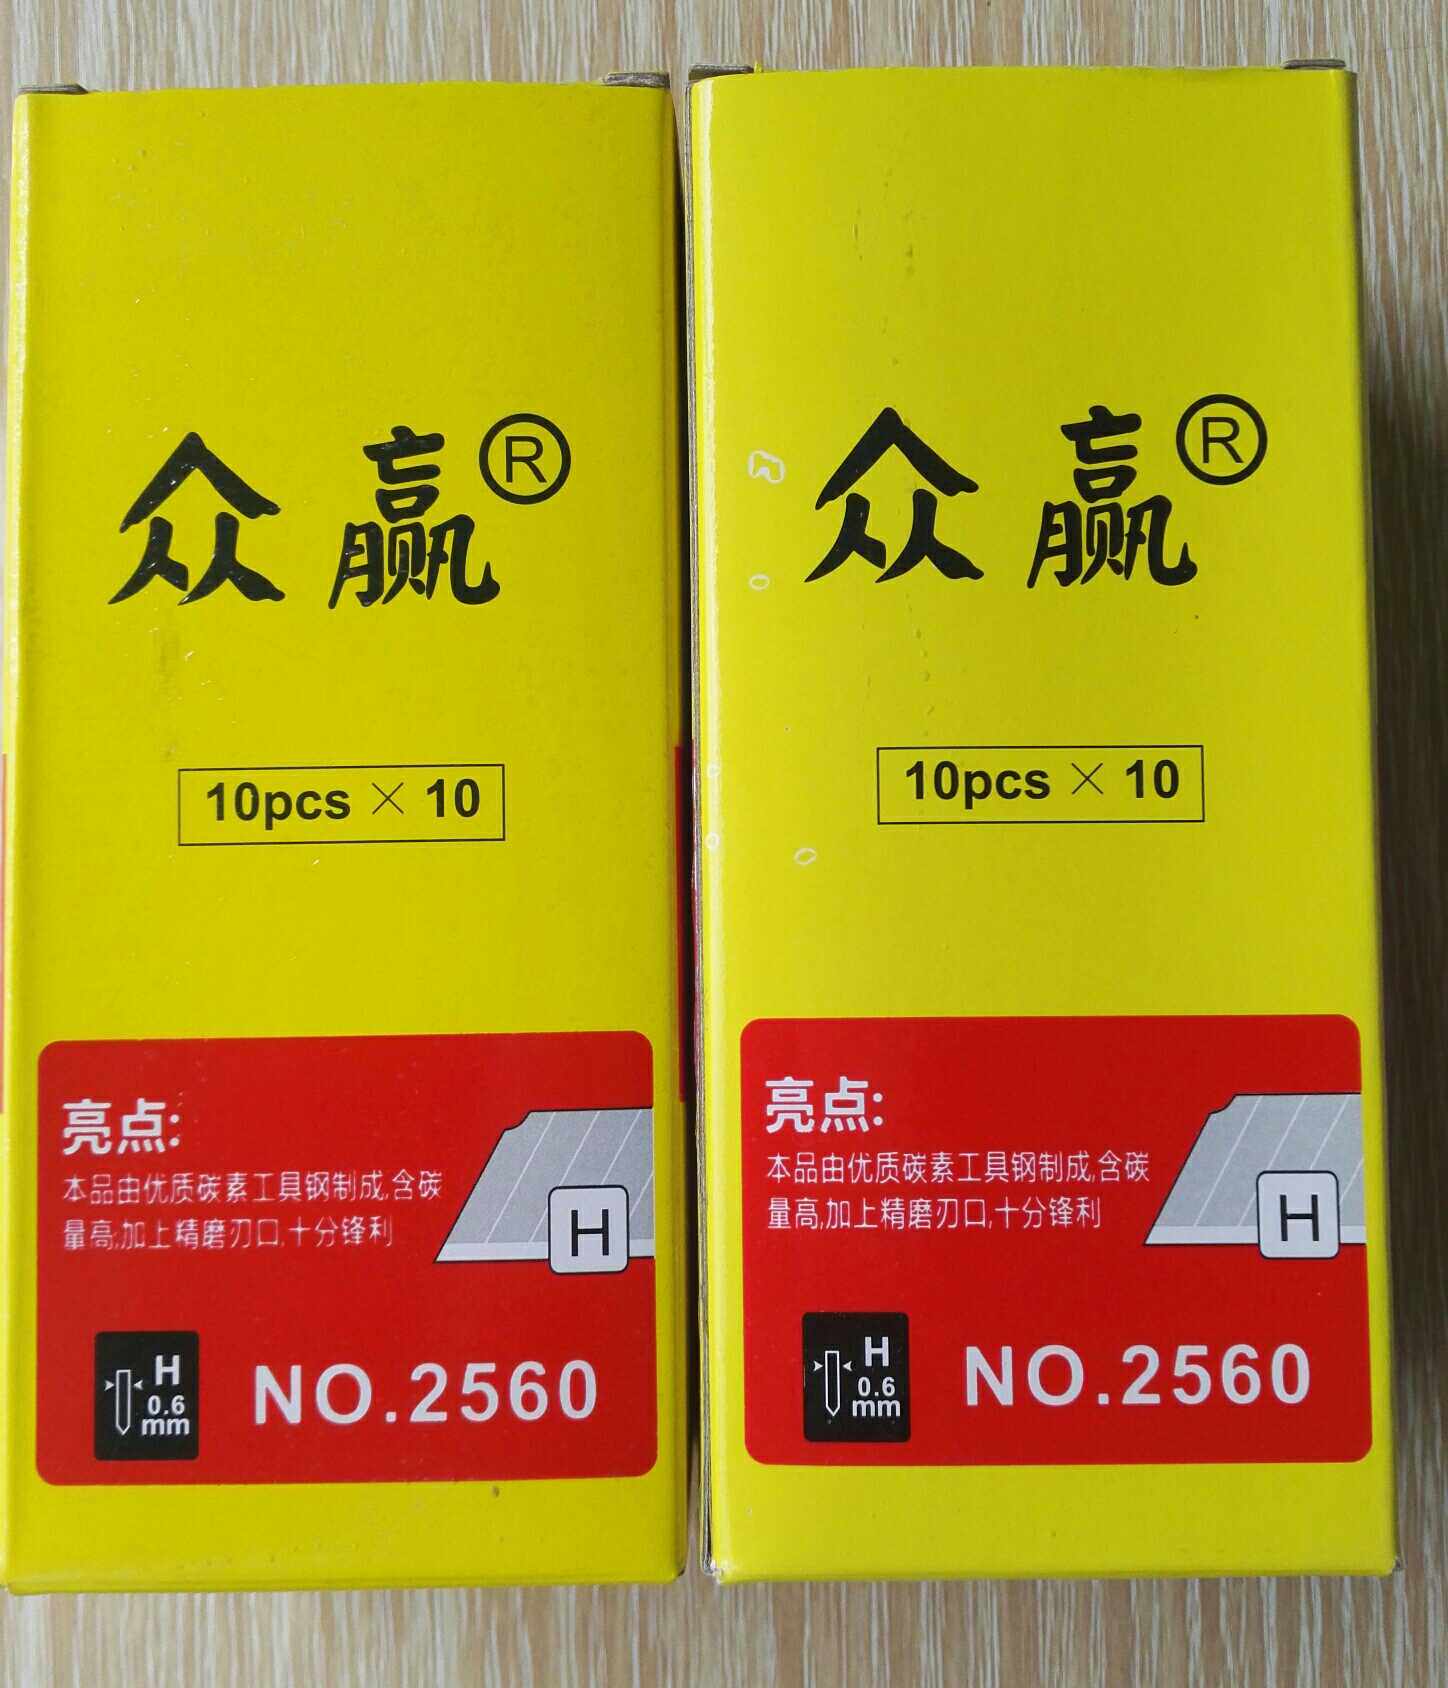 众赢®
10pcs × 10
亮点:
本品由优质碳素工具钢制成,含碳
量高,加上精磨刃口,十分锋利
H
H
0.6
mm
NO.2560
众赢®
10pcs × 10
亮点:
本品由优质碳素工具钢制成,含碳
量高,加上精磨刃口,十分锋利
H
H
0.6
mm
NO.2560